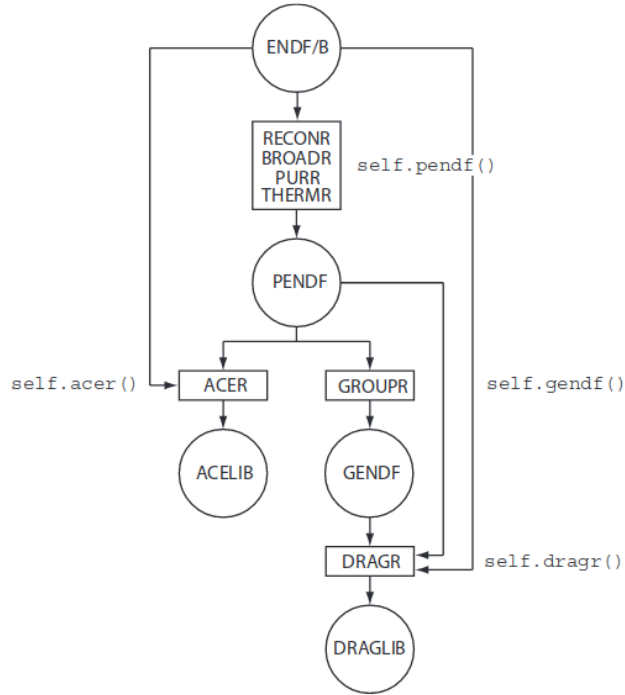 ENDF/B
RECONR
BROADR
PURR
THERMR
self.pendf()
PENDF
self.acer()
ACER
GROUPR
self.gendf()
ACELIB
GENDF
DRAGR
self.dragr()
DRAGLIB